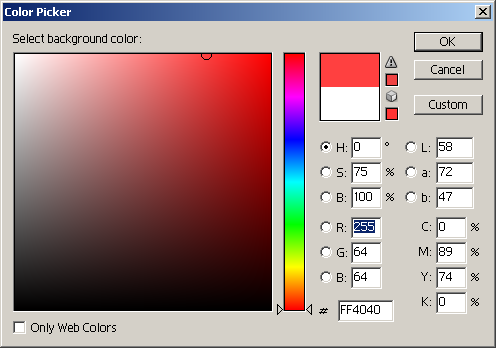 Color Picker
Select background color:
OK
Cancel
Custom
H: 0 °
L: 58
S: 75 %
a: 72
B: 100 %
b: 47
R: 255
C: 0 %
G: 64
M: 89 %
B: 64
Y: 74 %
# FF4040
K: 0 %
Only Web Colors